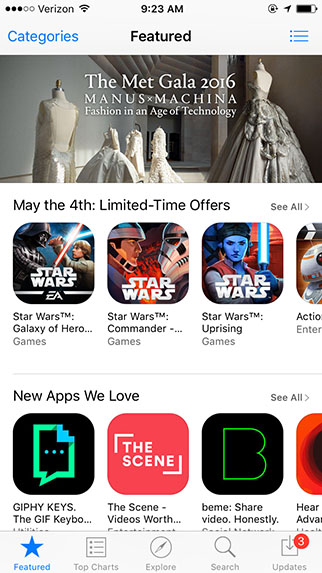 Verizon 9:23 AM
Categories Featured
The Met Gala 2016
MANUS×MACHINA
Fashion in an Age of Technology
May the 4th: Limited-Time Offers See All >
STAR WARS EA
STAR WARS
STAR WARS
Star Wars™: Galaxy of Hero...
Games
Star Wars™: Commander -...
Games
Star Wars™: Uprising
Games
Actio
Enter
New Apps We Love See All >
THE SCENE
GIPHY KEYS. The GIF Keybo...
Utilities
The Scene - Videos Worth...
Entertainment
beme: Share video. Honestly.
Social Network
Hear
of Au
Health
3
Featured Top Charts Explore Search Updates